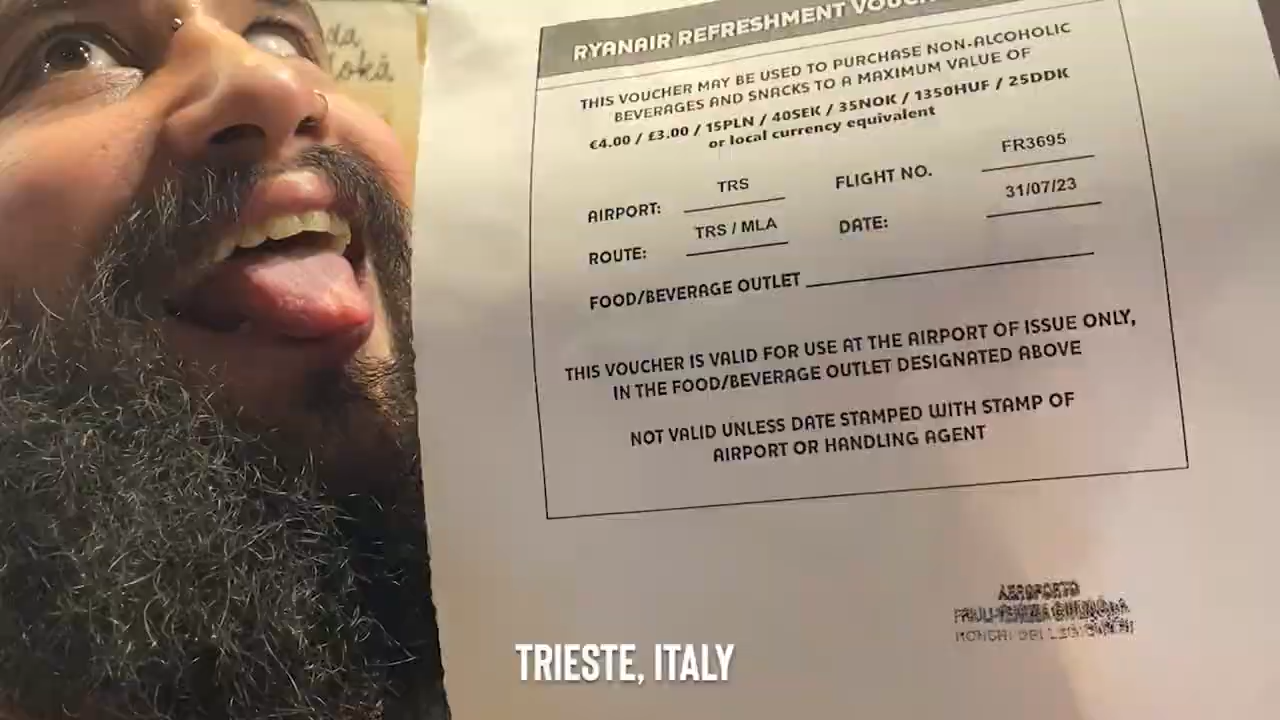 da
loká
RYANAIR REFRESHMENT
THIS VOUCHER MAY BE USED TO PURCHASE NON-ALCOHOLIC
BEVERAGES AND SNACKS TO A MAXIMUM VALUE OF
€4.00 / £3.00 / 15PLN / 40SEK / 35NOK / 1350HUF / 25DDK
or local currency equivalent
AIRPORT: TRS FLIGHT NO. FR3695
ROUTE: TRS / MLA DATE: 31/07/23
FOOD/BEVERAGE OUTLET
THIS VOUCHER IS VALID FOR USE AT THE AIRPORT OF ISSUE ONLY,
IN THE FOOD/BEVERAGE OUTLET DESIGNATED ABOVE
NOT VALID UNLESS DATE STAMPED WITH STAMP OF
AIRPORT OR HANDLING AGENT
AEROPORTO
TRIESTE, ITALY